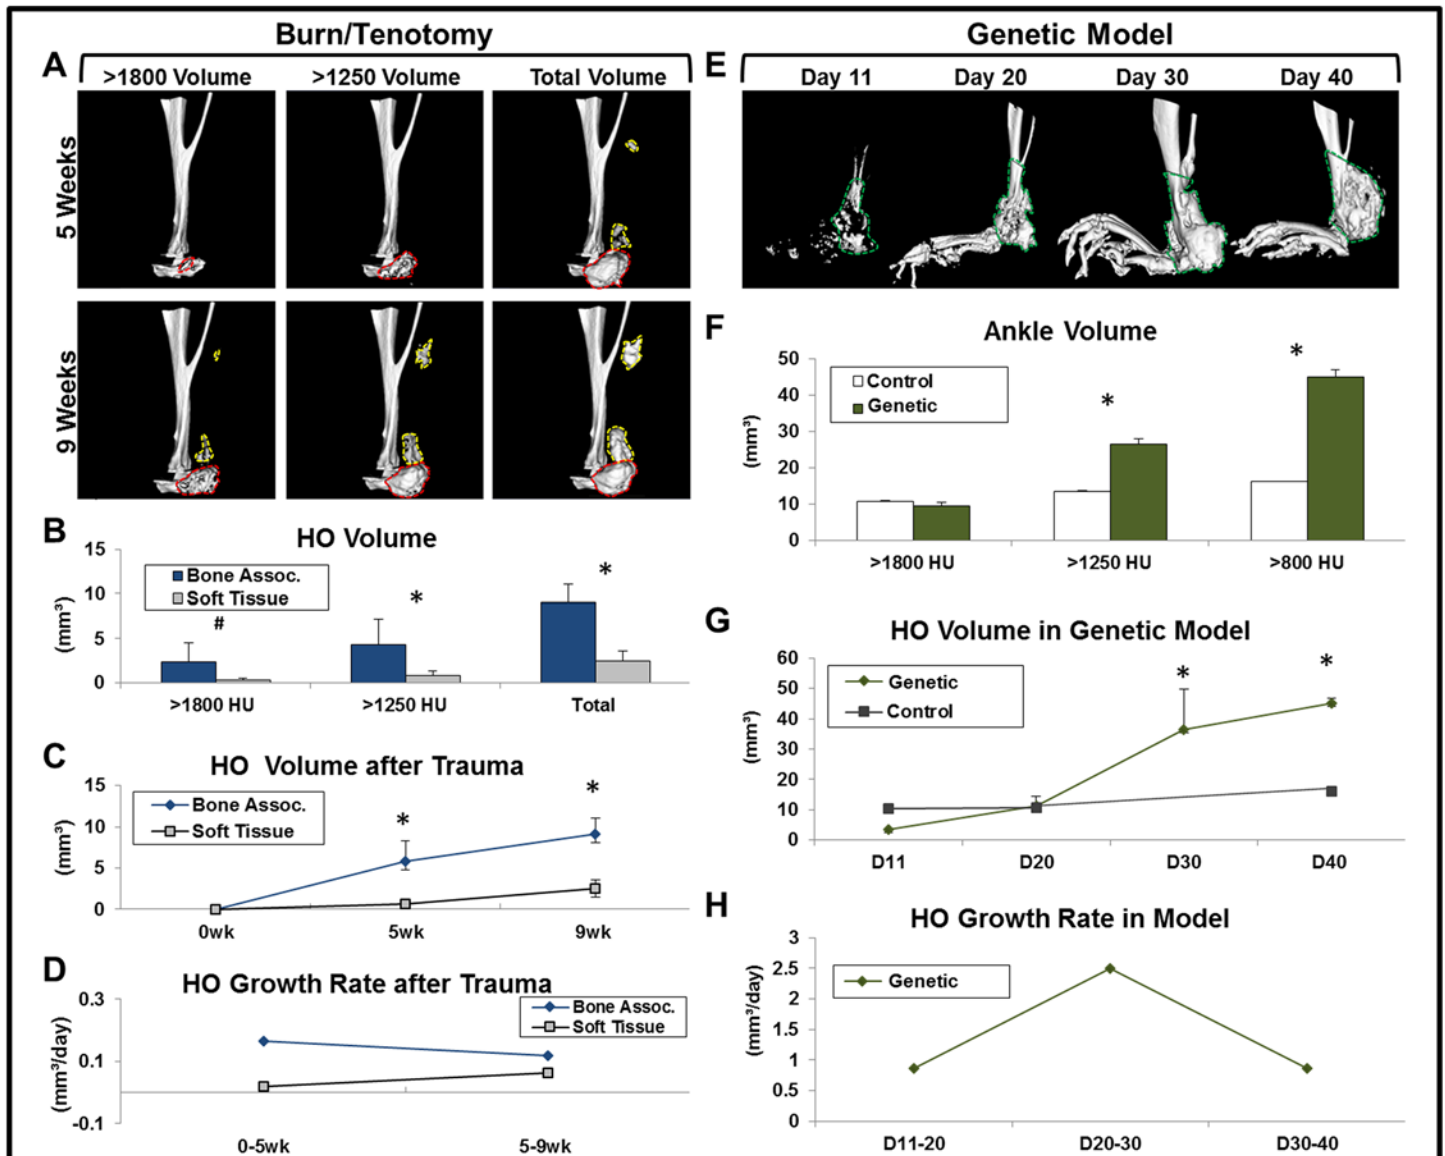 Burn/Tenotomy
A
>1800 Volume
>1250 Volume
Total Volume
5 Weeks
9 Weeks
B
HO Volume
15
10
5
0
(mm³)
Bone Assoc.
Soft Tissue
#
*
*
>1800 HU
>1250 HU
Total
C
HO Volume after Trauma
15
10
5
0
(mm³)
Bone Assoc.
Soft Tissue
*
*
0wk
5wk
9wk
D
HO Growth Rate after Trauma
0.3
0.1
-0.1
(mm³/day)
Bone Assoc.
Soft Tissue
0-5wk
5-9wk
Genetic Model
E
Day 11
Day 20
Day 30
Day 40
F
Ankle Volume
50
40
30
20
10
0
(mm³)
Control
Genetic
*
*
>1800 HU
>1250 HU
>800 HU
G
HO Volume in Genetic Model
60
50
40
30
20
10
0
(mm³)
Genetic
Control
*
*
D11
D20
D30
D40
H
HO Growth Rate in Model
3
2.5
2
1.5
1
0.5
0
(mm³/day)
Genetic
D11-20
D20-30
D30-40